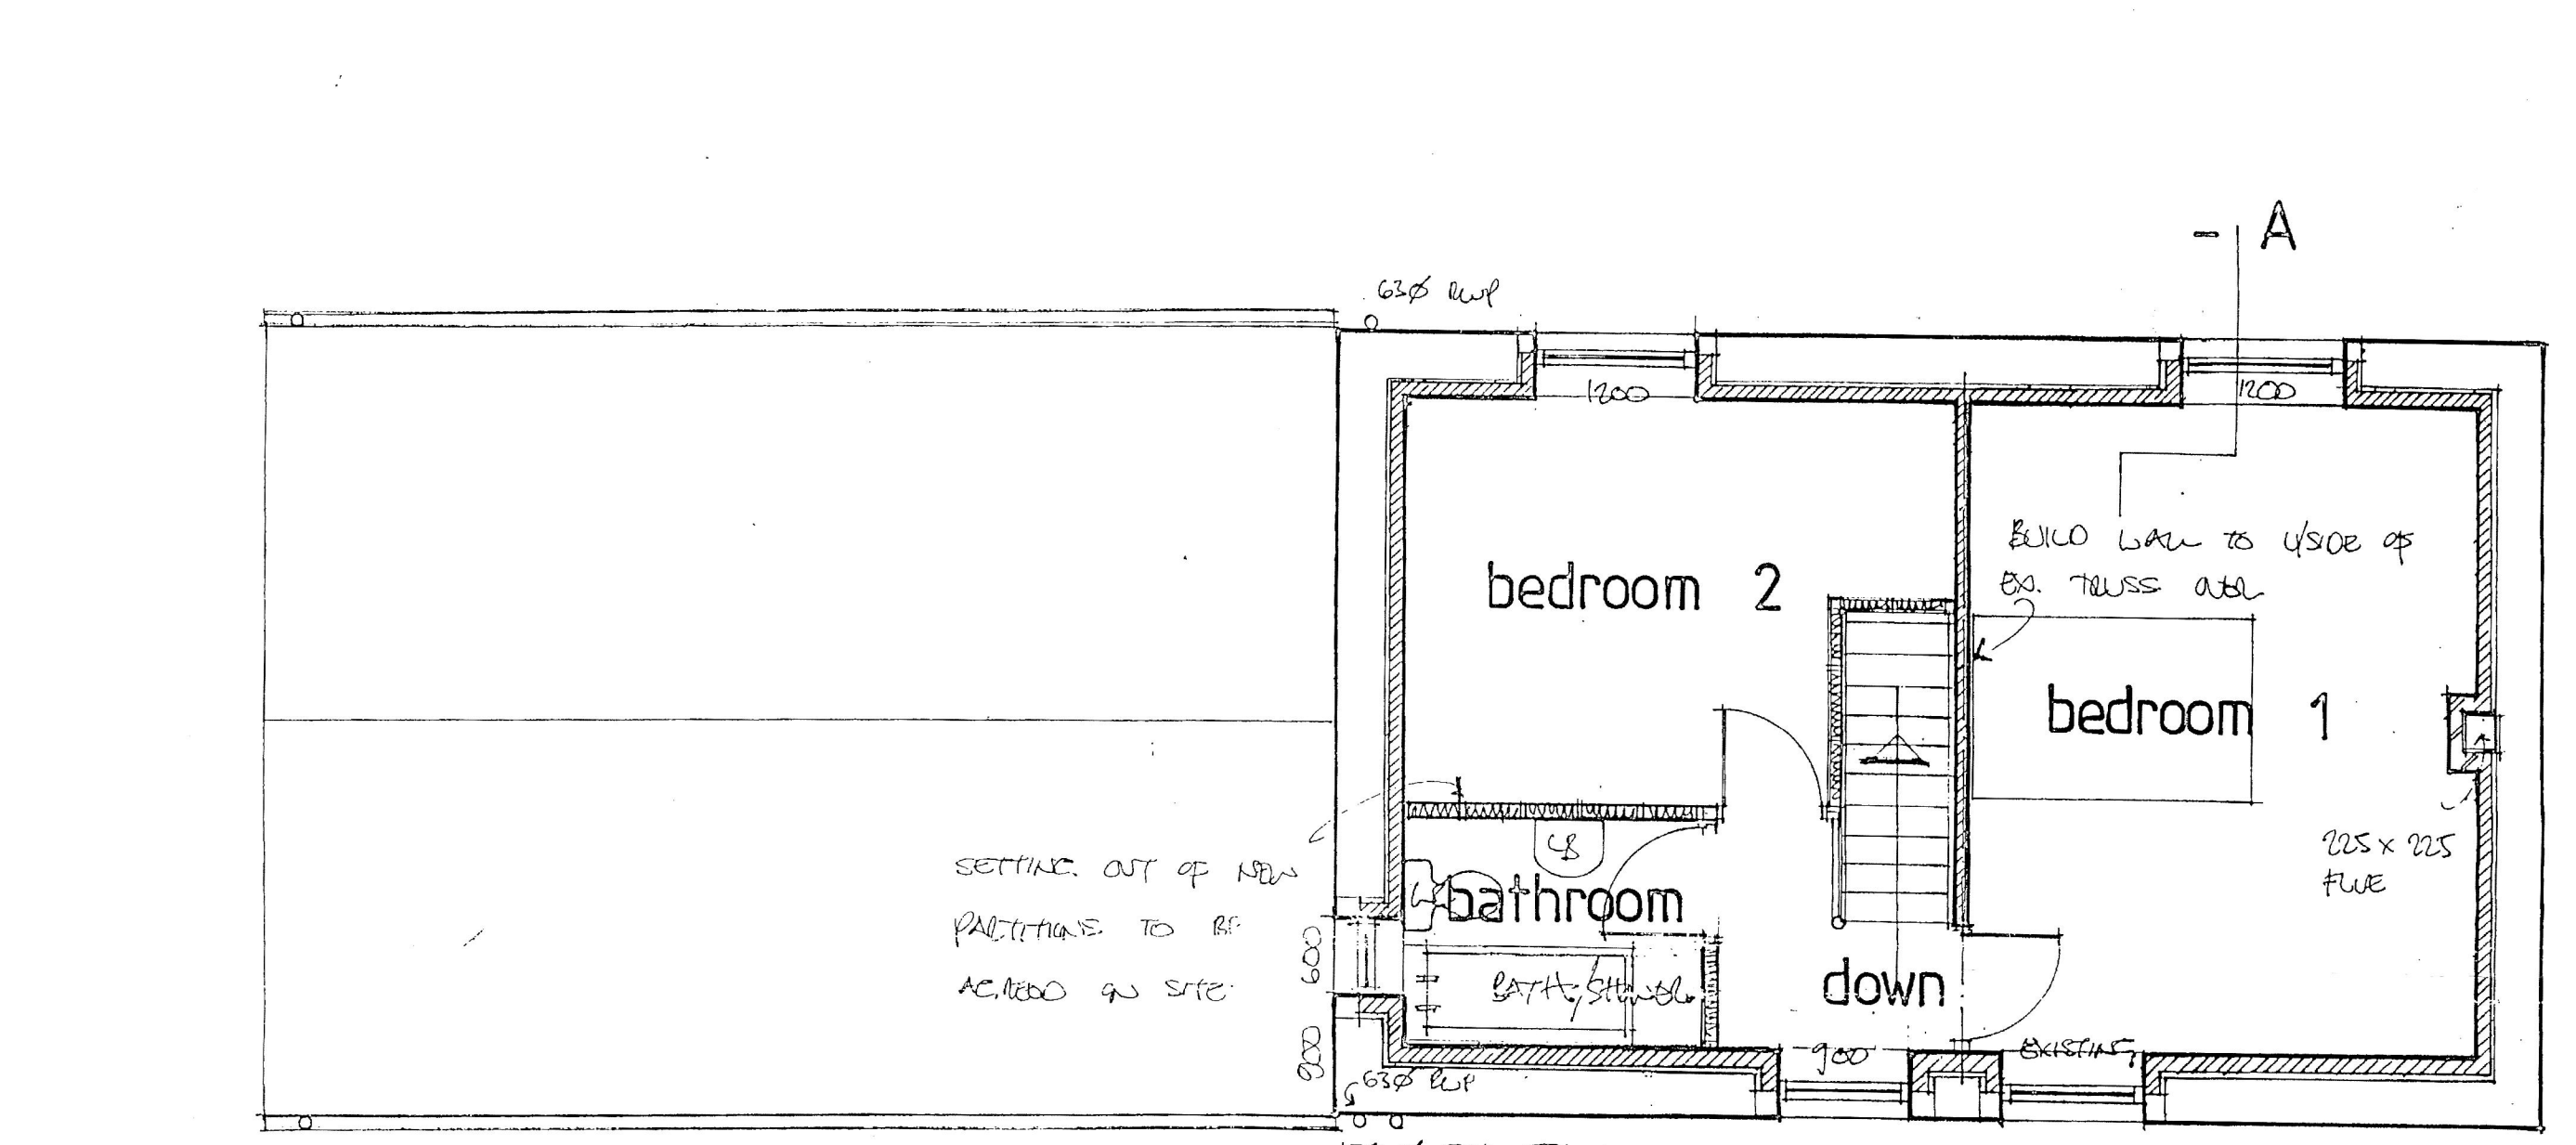 - A
63Ø RWP
1200
1200
BUILD WALL TO U/SIDE OF
EX. TRUSS OVER
bedroom 2
bedroom 1
225 x 225
FLUE
WB
bathroom
SETTING OUT OF NEW
PARTITIONS TO BE
AGREED ON SITE
600
BATH/SHOWER
down
900
900
EXISTING
63Ø RWP